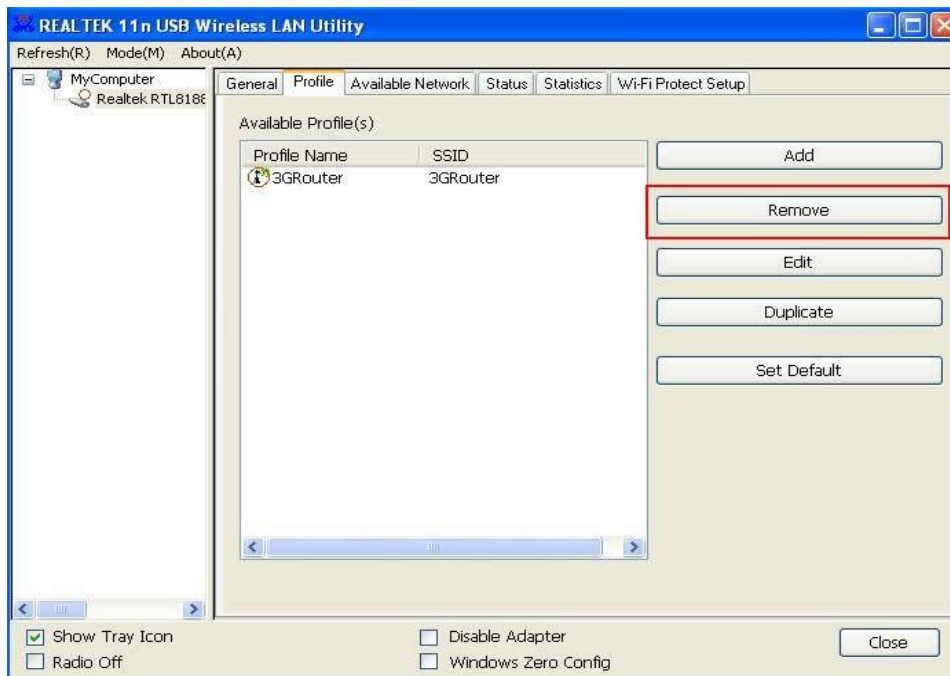 REALTEK 11n USB Wireless LAN Utility
Refresh(R) Mode(M) About(A)
MyComputer
Realtek RTL8188
General Profile Available Network Status Statistics Wi-Fi Protect Setup
Available Profile(s)
Profile Name SSID
3GRouter 3GRouter
Add
Remove
Edit
Duplicate
Set Default
Show Tray Icon
Radio Off
Disable Adapter
Windows Zero Config
Close